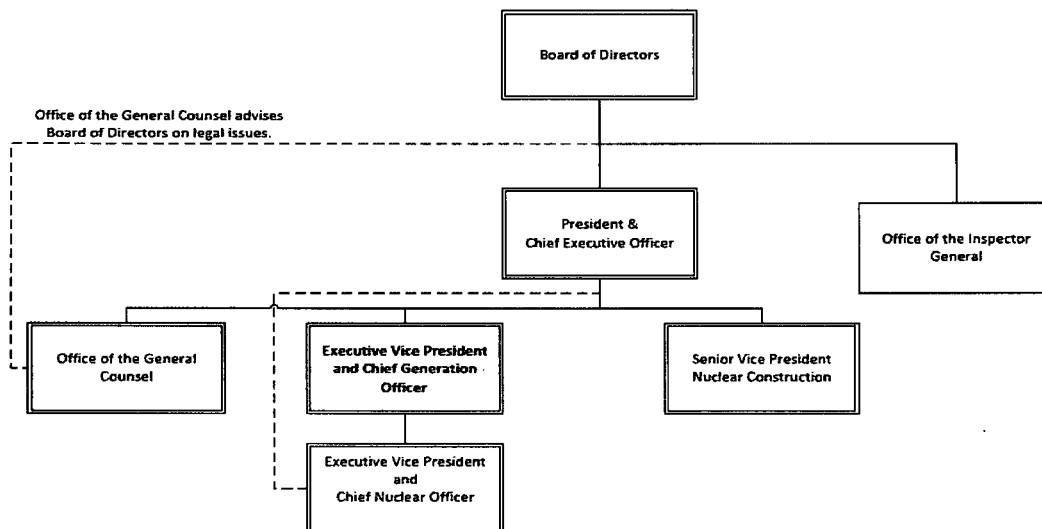 Board of Directors
Office of the General Counsel advises
Board of Directors on legal issues.
President &
Chief Executive Officer
Office of the Inspector
General
Office of the General
Counsel
Executive Vice President
and Chief Generation
Officer
Senior Vice President
Nuclear Construction
Executive Vice President
and
Chief Nuclear Officer